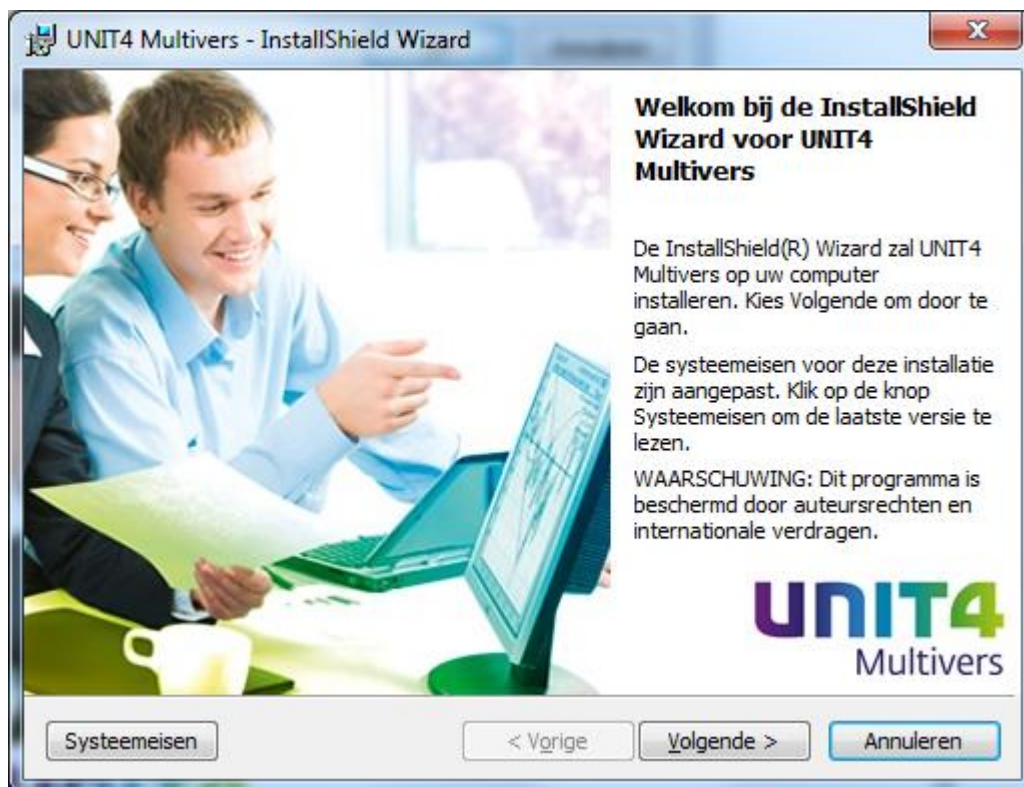 UNIT4 Multivers - InstallShield Wizard
Welkom bij de InstallShield
Wizard voor UNIT4
Multivers
De InstallShield(R) Wizard zal UNIT4
Multivers op uw computer
installeren. Kies Volgende om door te
gaan.
De systeemeisen voor deze installatie
zijn aangepast. Klik op de knop
Systeemeisen om de laatste versie te
lezen.
WAARSCHUWING: Dit programma is
beschermd door auteursrechten en
internationale verdragen.
UNIT4
Multivers
Systeemeisen
< Vorige
Volgende >
Annuleren